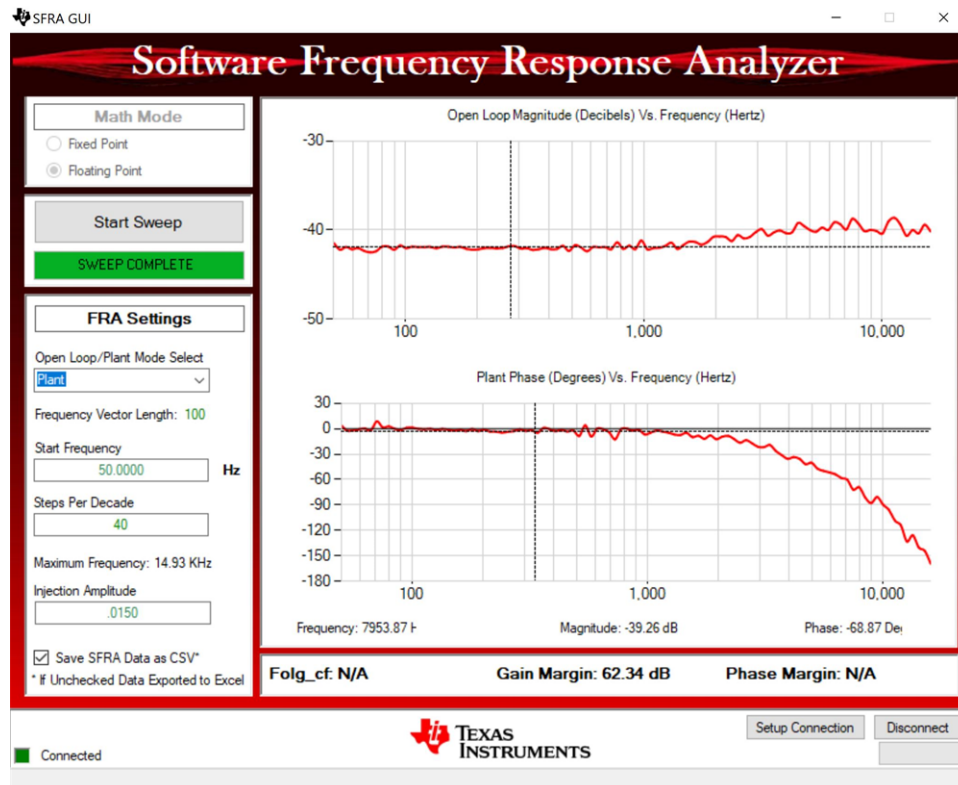 SFRA GUI
Software Frequency Response Analyzer
Math Mode
Fixed Point
Floating Point
Start Sweep
SWEEP COMPLETE
FRA Settings
Open Loop/Plant Mode Select
Plant
Frequency Vector Length: 100
Start Frequency
50.0000 Hz
Steps Per Decade
40
Maximum Frequency: 14.93 KHz
Injection Amplitude
.0150
Save SFRA Data as CSV*
* If Unchecked Data Exported to Excel
Open Loop Magnitude (Decibels) Vs. Frequency (Hertz)
-30
-40
-50
100 1,000 10,000
Plant Phase (Degrees) Vs. Frequency (Hertz)
30
0
-30
-60
-90
-120
-150
-180
100 1,000 10,000
Frequency: 7953.87 Magnitude: -39.26 dB Phase: -68.87 De
Folg_cf: N/A Gain Margin: 62.34 dB Phase Margin: N/A
Connected
TEXAS
INSTRUMENTS
Setup Connection Disconnect